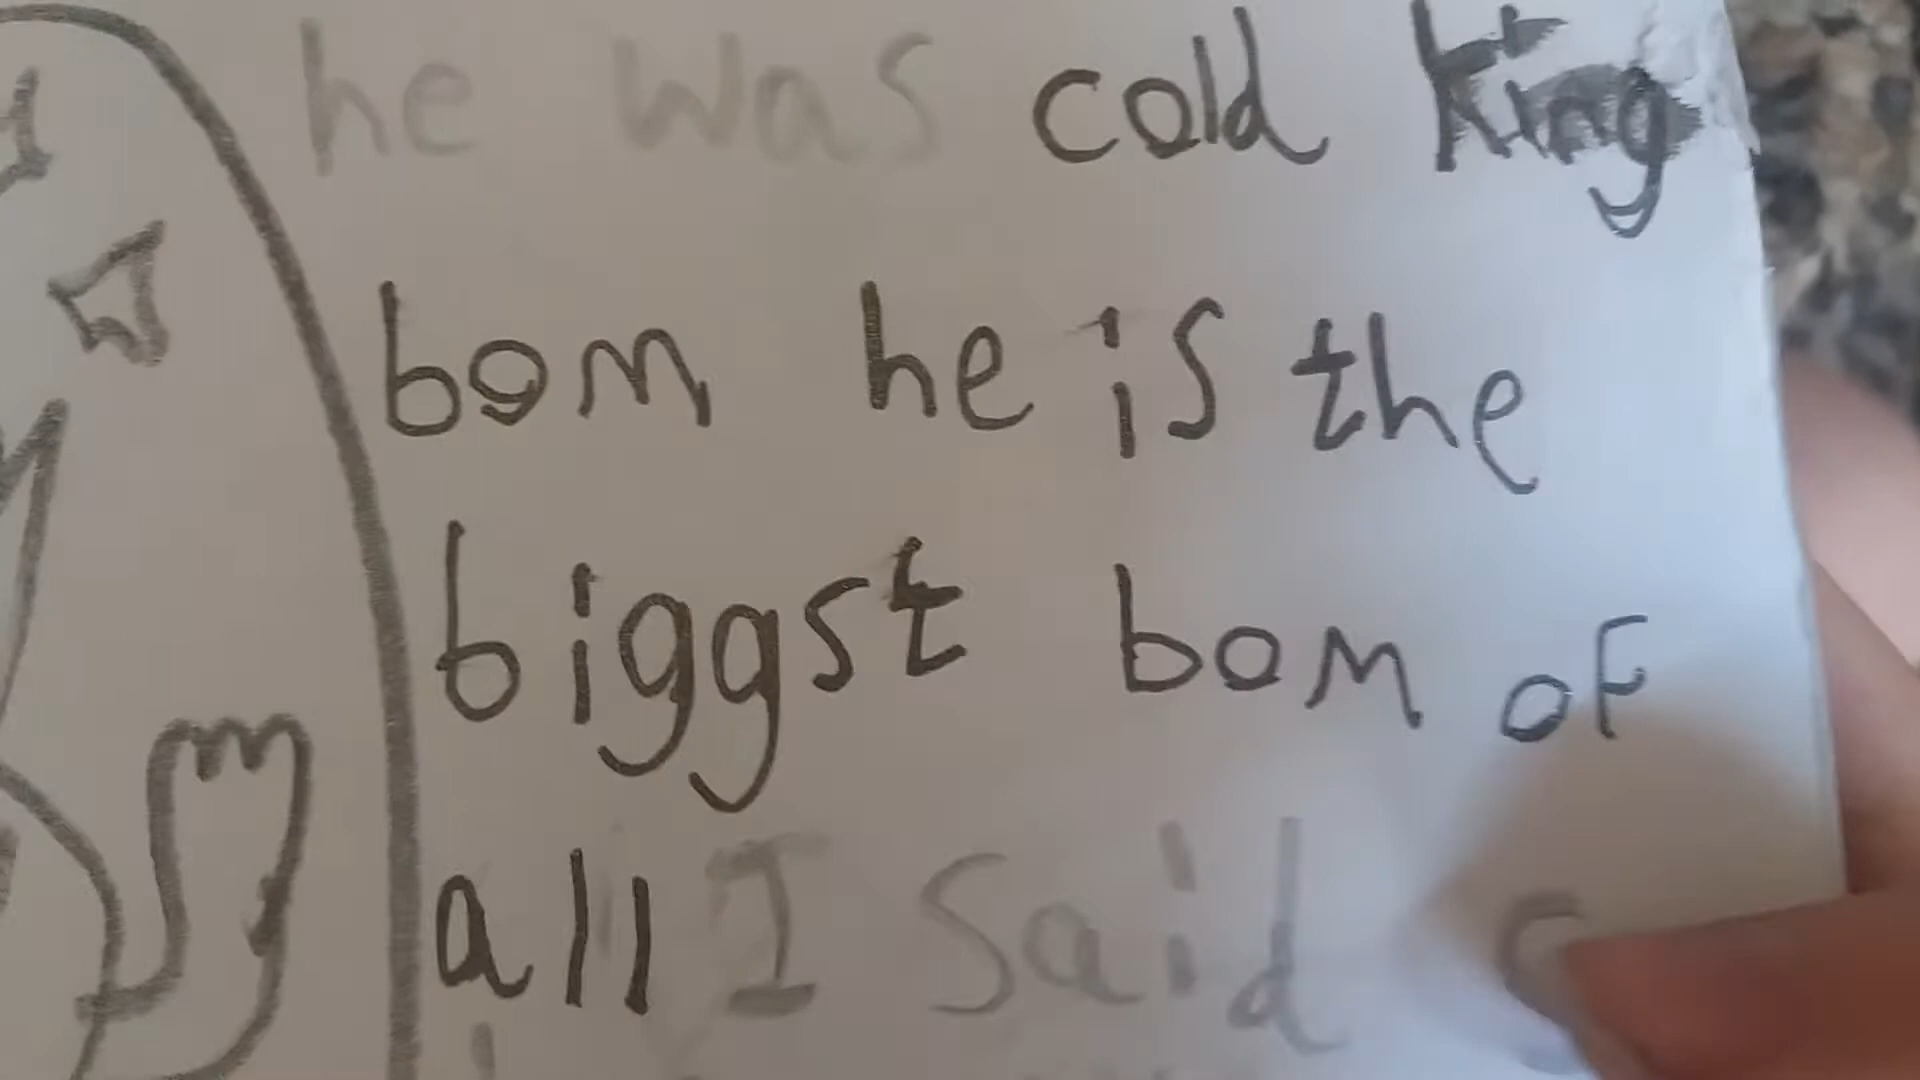 he was cold king
bom he is the
biggst bom of
all I said